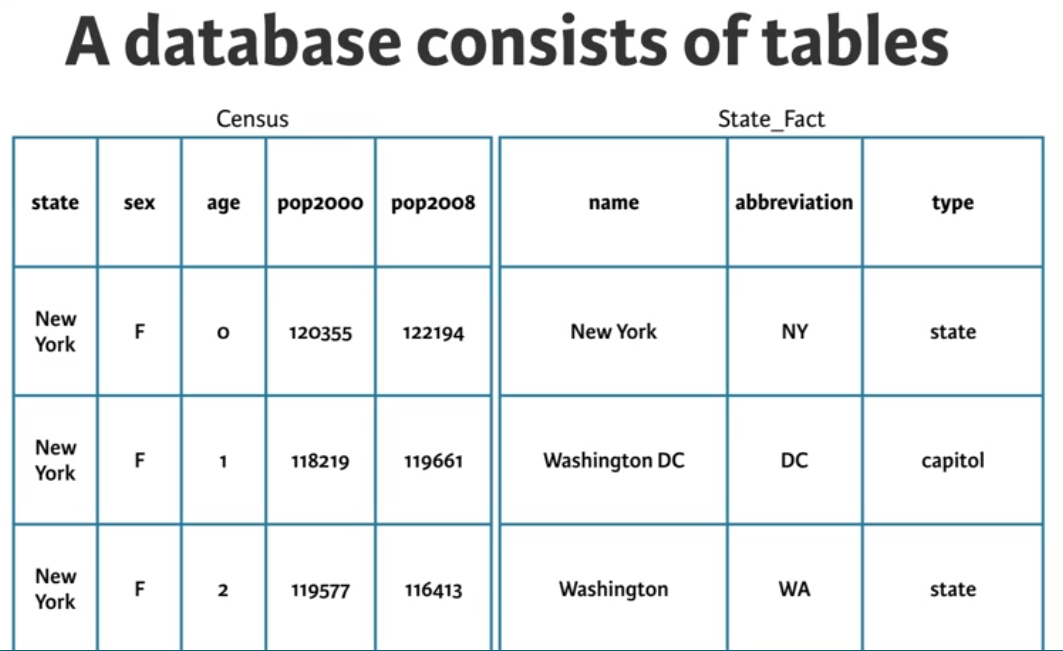 A database consists of tables
Census
state sex age pop2000 pop2008
New York F 0 120355 122194
New York F 1 118219 119661
New York F 2 119577 116413
State_Fact
name abbreviation type
New York NY state
Washington DC DC capitol
Washington WA state